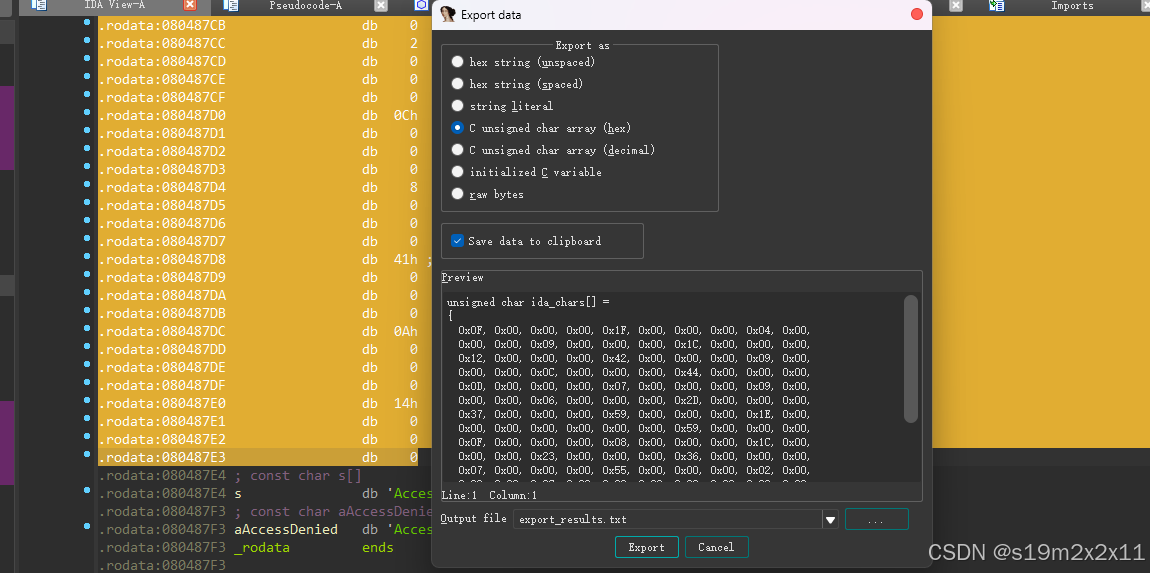 IDA View-A
Pseudocode-A
Imports
.rodata:080487CB db 0
.rodata:080487CC db 2
.rodata:080487CD db 0
.rodata:080487CE db 0
.rodata:080487CF db 0
.rodata:080487D0 db 0Ch
.rodata:080487D1 db 0
.rodata:080487D2 db 0
.rodata:080487D3 db 0
.rodata:080487D4 db 8
.rodata:080487D5 db 0
.rodata:080487D6 db 0
.rodata:080487D7 db 0
.rodata:080487D8 db 41h ;
.rodata:080487D9 db 0
.rodata:080487DA db 0
.rodata:080487DB db 0
.rodata:080487DC db 0Ah
.rodata:080487DD db 0
.rodata:080487DE db 0
.rodata:080487DF db 0
.rodata:080487E0 db 14h
.rodata:080487E1 db 0
.rodata:080487E2 db 0
.rodata:080487E3 db 0
.rodata:080487E4 ; const char s[]
.rodata:080487E4 s db 'Acces
.rodata:080487F3 ; const char aAccessDenie
.rodata:080487F3 aAccessDenied db 'Acces
.rodata:080487F3 _rodata ends
.rodata:080487F3
Export data
Export as
hex string (unspaced)
hex string (spaced)
string literal
C unsigned char array (hex)
C unsigned char array (decimal)
initialized C variable
raw bytes
Save data to clipboard
Preview
unsigned char ida_chars[] =
{
0x0F, 0x00, 0x00, 0x00, 0x1F, 0x00, 0x00, 0x00, 0x04, 0x00,
0x00, 0x00, 0x09, 0x00, 0x00, 0x00, 0x1C, 0x00, 0x00, 0x00,
0x12, 0x00, 0x00, 0x00, 0x42, 0x00, 0x00, 0x00, 0x09, 0x00,
0x00, 0x00, 0x0C, 0x00, 0x00, 0x00, 0x44, 0x00, 0x00, 0x00,
0x0D, 0x00, 0x00, 0x00, 0x07, 0x00, 0x00, 0x00, 0x09, 0x00,
0x00, 0x00, 0x06, 0x00, 0x00, 0x00, 0x2D, 0x00, 0x00, 0x00,
0x37, 0x00, 0x00, 0x00, 0x59, 0x00, 0x00, 0x00, 0x1E, 0x00,
0x00, 0x00, 0x00, 0x00, 0x00, 0x00, 0x59, 0x00, 0x00, 0x00,
0x0F, 0x00, 0x00, 0x00, 0x08, 0x00, 0x00, 0x00, 0x1C, 0x00,
0x00, 0x00, 0x23, 0x00, 0x00, 0x00, 0x36, 0x00, 0x00, 0x00,
0x07, 0x00, 0x00, 0x00, 0x55, 0x00, 0x00, 0x00, 0x02, 0x00,
Line:1 Column:1
Output file export_results.txt ...
Export Cancel
CSDN @s19m2x2x11